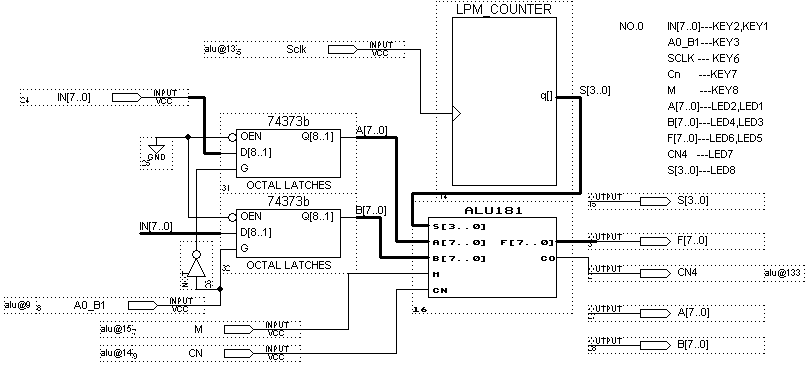 LPM_COUNTER
alu@13
Sclk
INPUT
VCC
q[]
S[3..0]
NO.0
IN[7..0]---KEY2,KEY1
A0_B1---KEY3
SCLK --- KEY6
Cn ---KEY7
M ---KEY8
A[7..0]---LED2,LED1
B[7..0]---LED4,LED3
F[7..0]---LED6,LED5
CN4 ---LED7
S[3..0]---LED8
IN[7..0]
INPUT
VCC
74373b
OEN
D[8..1]
G
Q[8..1]
A[7..0]
GND
31
OCTAL LATCHES
74373b
OEN
D[8..1]
G
Q[8..1]
B[7..0]
IN[7..0]
OCTAL LATCHES
NOT
ALU181
S[3..0]
A[7..0]
B[7..0]
M
CN
F[7..0]
CO
16
OUTPUT
S[3..0]
OUTPUT
F[7..0]
OUTPUT
CN4
alu@133
OUTPUT
A[7..0]
OUTPUT
B[7..0]
alu@9
A0_B1
INPUT
VCC
alu@15
M
INPUT
VCC
alu@14
CN
INPUT
VCC